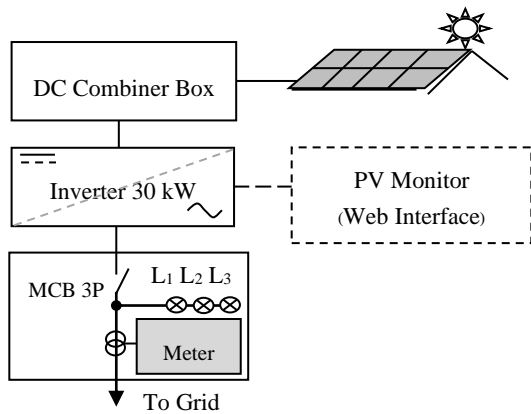 DC Combiner Box
Inverter 30 kW
PV Monitor
(Web Interface)
MCB 3P
L1 L2 L3
Meter
To Grid